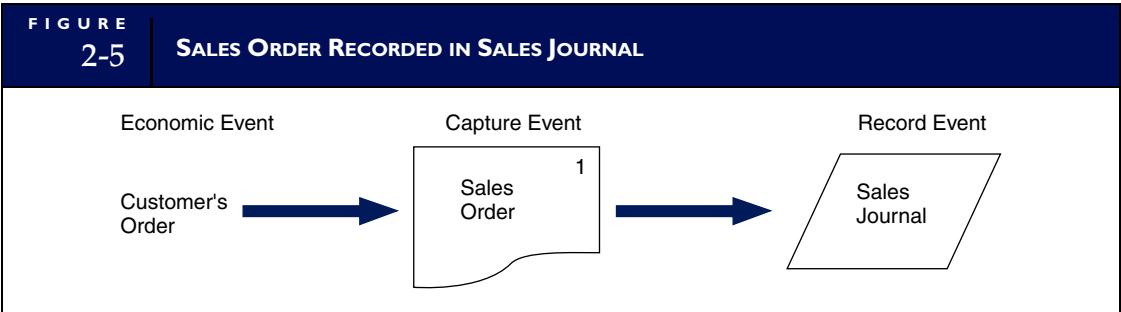 FIGURE
2-5
SALES ORDER RECORDED IN SALES JOURNAL
Economic Event
Capture Event
Record Event
Customer's
Order
1
Sales
Order
Sales
Journal